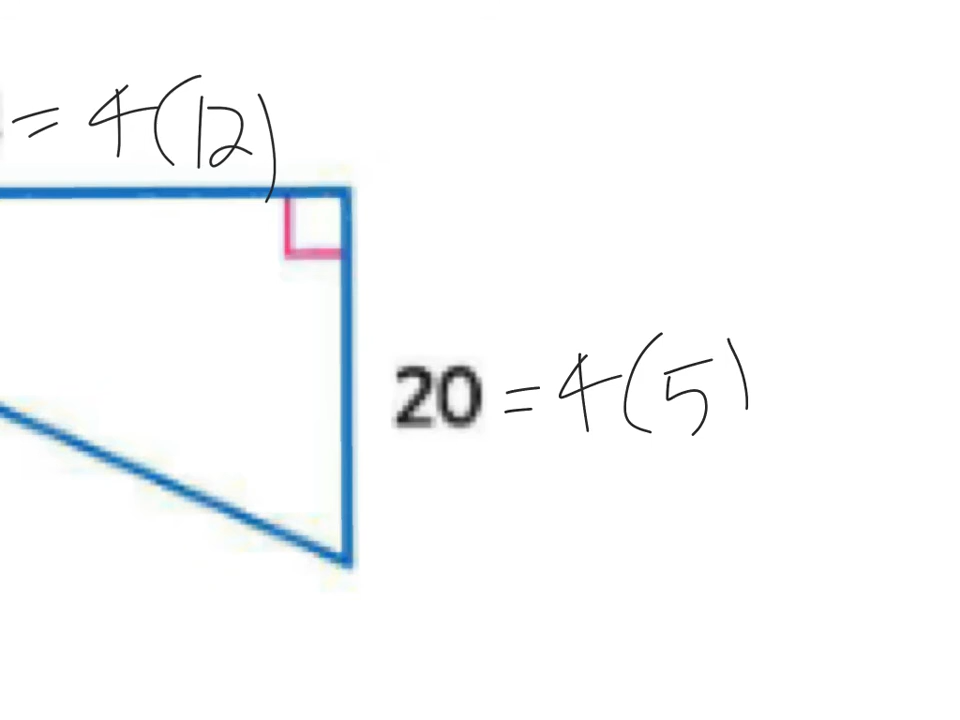 = 4(12)
20 = 4(5)